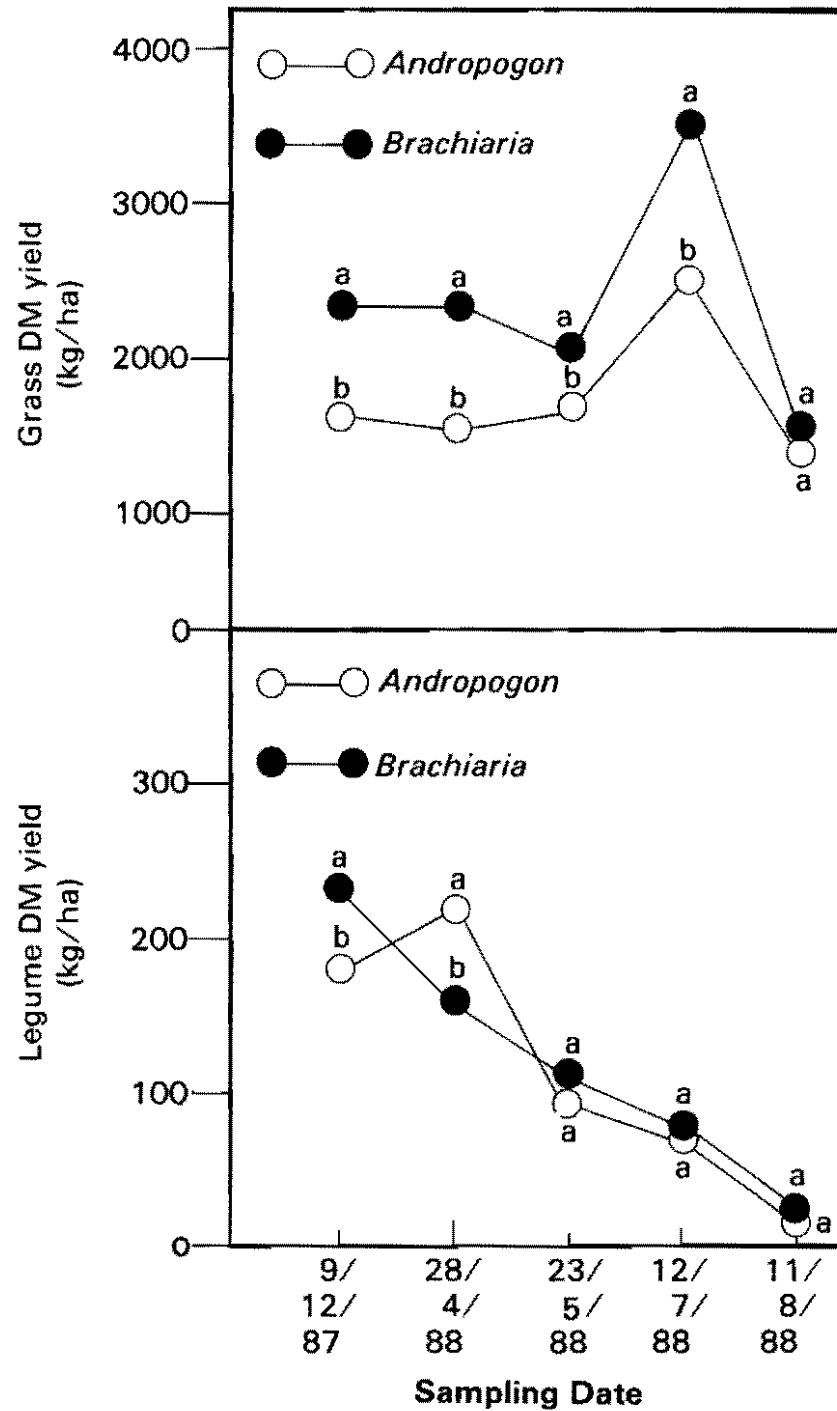 4000
3000
2000
1000
0
Grass DM yield
(kg/ha)
Andropogon
Brachiaria
a
a
a
a
a
b
b
b
b
a
300
200
100
0
Legume DM yield
(kg/ha)
Andropogon
Brachiaria
a
b
a
b
a
a
a
a
a
a
9/ 28/ 23/ 12/ 11/
12/ 4/ 5/ 7/ 8/
87 88 88 88 88
Sampling Date